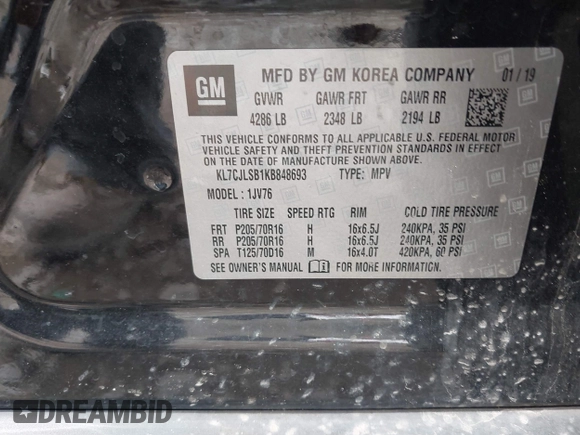 GM
MFD BY GM KOREA COMPANY 01/19
GVWR GAWR FRT GAWR RR
4286 LB 2348 LB 2194 LB
THIS VEHICLE CONFORMS TO ALL APPLICABLE U.S. FEDERAL MOTOR
VEHICLE SAFETY AND THEFT PREVENTION STANDARDS IN EFFECT ON
THE DATE OF MANUFACTURE SHOWN ABOVE.
KL7CJLSB1KB848693 TYPE: MPV
MODEL: 1JV76
TIRE SIZE SPEED RTG RIM COLD TIRE PRESSURE
FRT P205/70R16 H 16x6.5J 240KPA, 35 PSI
RR P205/70R16 H 16x6.5J 240KPA, 35 PSI
SPA T125/70D16 M 16x4.0T 420KPA, 60 PSI
SEE OWNER'S MANUAL FOR MORE INFORMATION.
DREAMBID